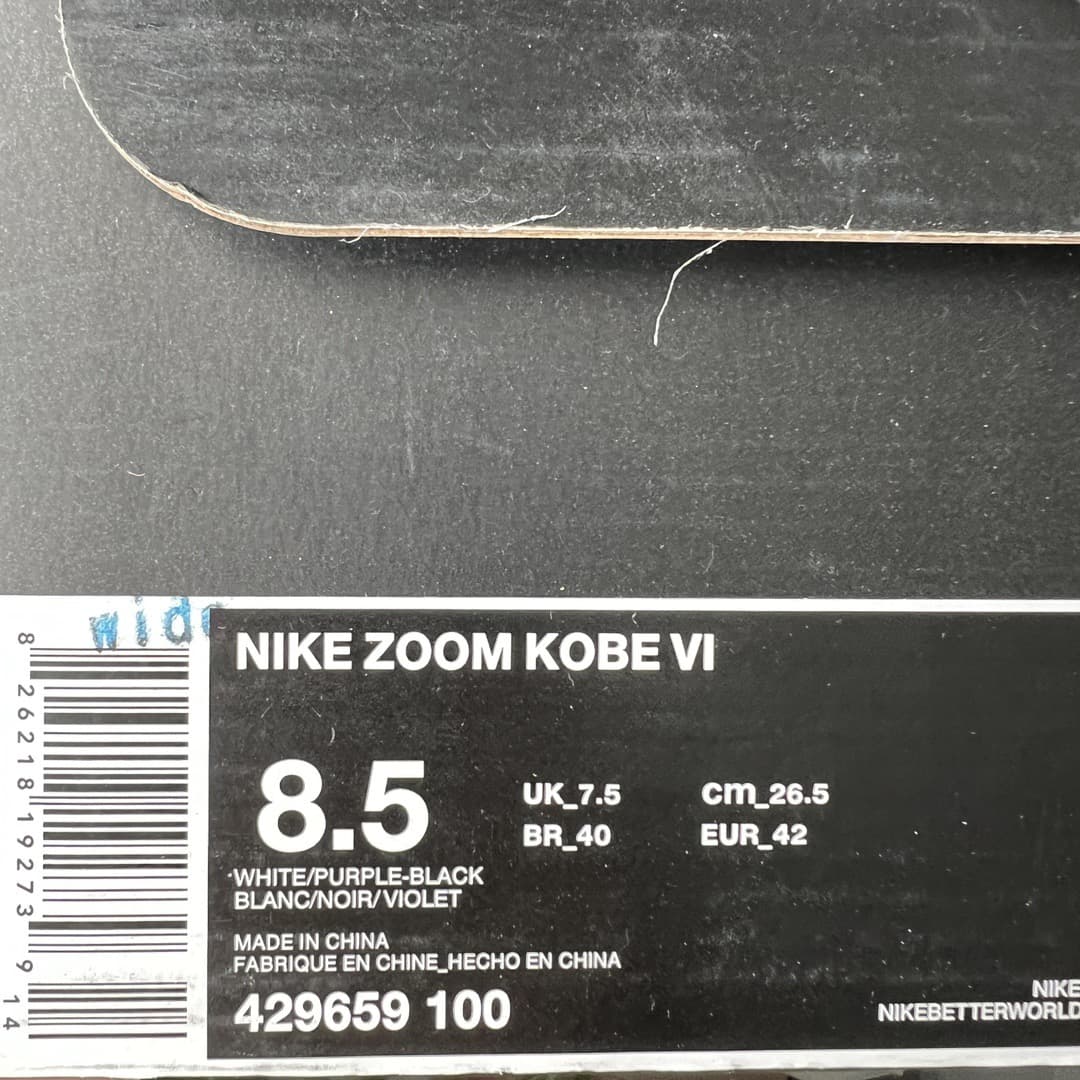 wide
NIKE ZOOM KOBE VI
8.5
UK_7.5
cm_26.5
BR_40
EUR_42
WHITE/PURPLE-BLACK
BLANC/NOIR/VIOLET
MADE IN CHINA
FABRIQUE EN CHINE_HECHO EN CHINA
429659 100
NIKE
NIKEBETTERWORLD
8 26218 19273 9
14